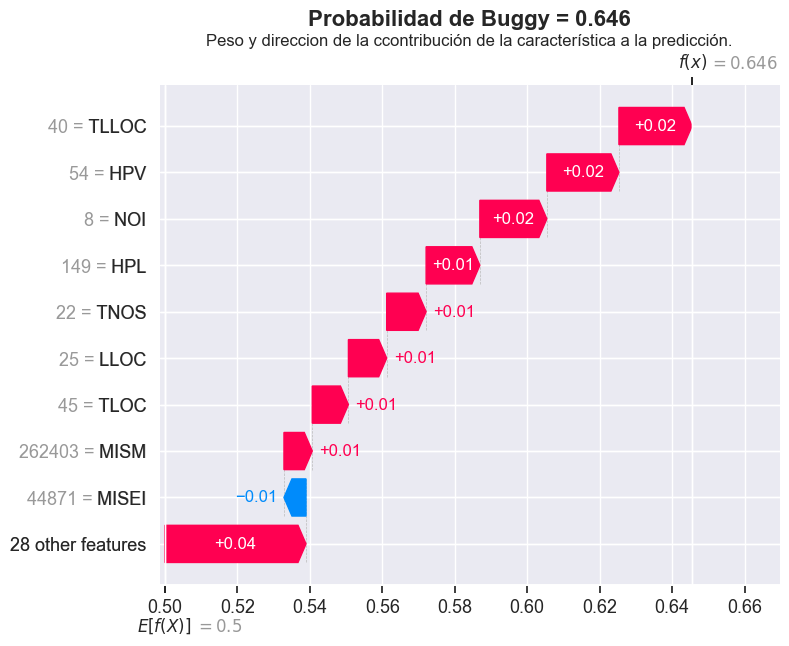 Probabilidad de Buggy = 0.646
Peso y direccion de la ccontribución de la característica a la predicción.
f(x) = 0.646
40 = TLLOC
+0.02
54 = HPV
+0.02
8 = NOI
+0.02
149 = HPL
+0.01
22 = TNOS
+0.01
25 = LLOC
+0.01
45 = TLOC
+0.01
262403 = MISM
+0.01
44871 = MISEI
−0.01
28 other features
+0.04
0.50 0.52 0.54 0.56 0.58 0.60 0.62 0.64 0.66
E[f(X)] = 0.5